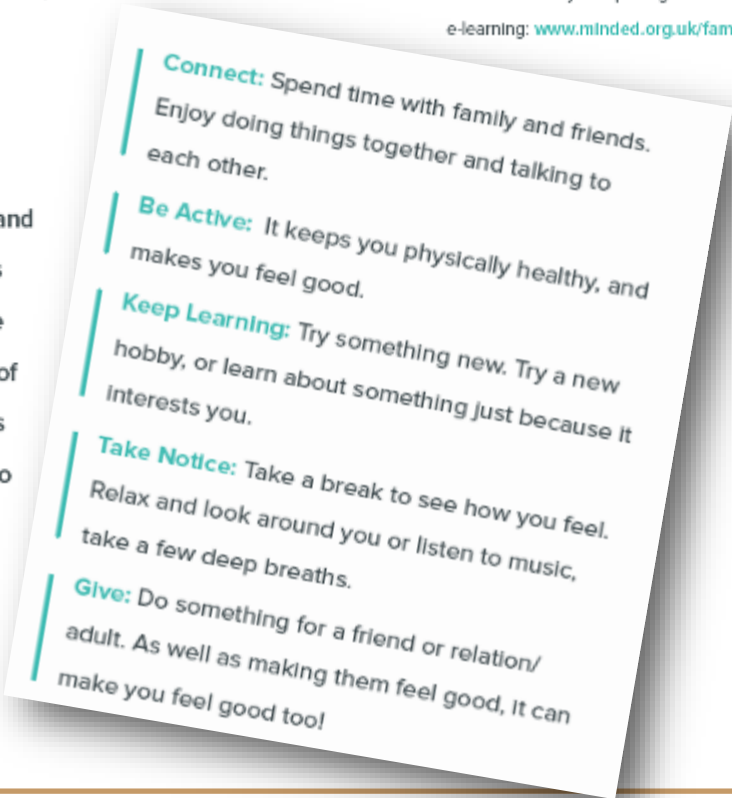 e-learning: www.minded.org.uk/fam
Connect: Spend time with family and friends.
Enjoy doing things together and talking to
each other.
and
Be Active: It keeps you physically healthy, and
makes you feel good.
Keep Learning: Try something new. Try a new
hobby, or learn about something just because it
interests you.
of
Take Notice: Take a break to see how you feel.
Relax and look around you or listen to music,
take a few deep breaths.
Give: Do something for a friend or relation/
adult. As well as making them feel good, it can
make you feel good too!